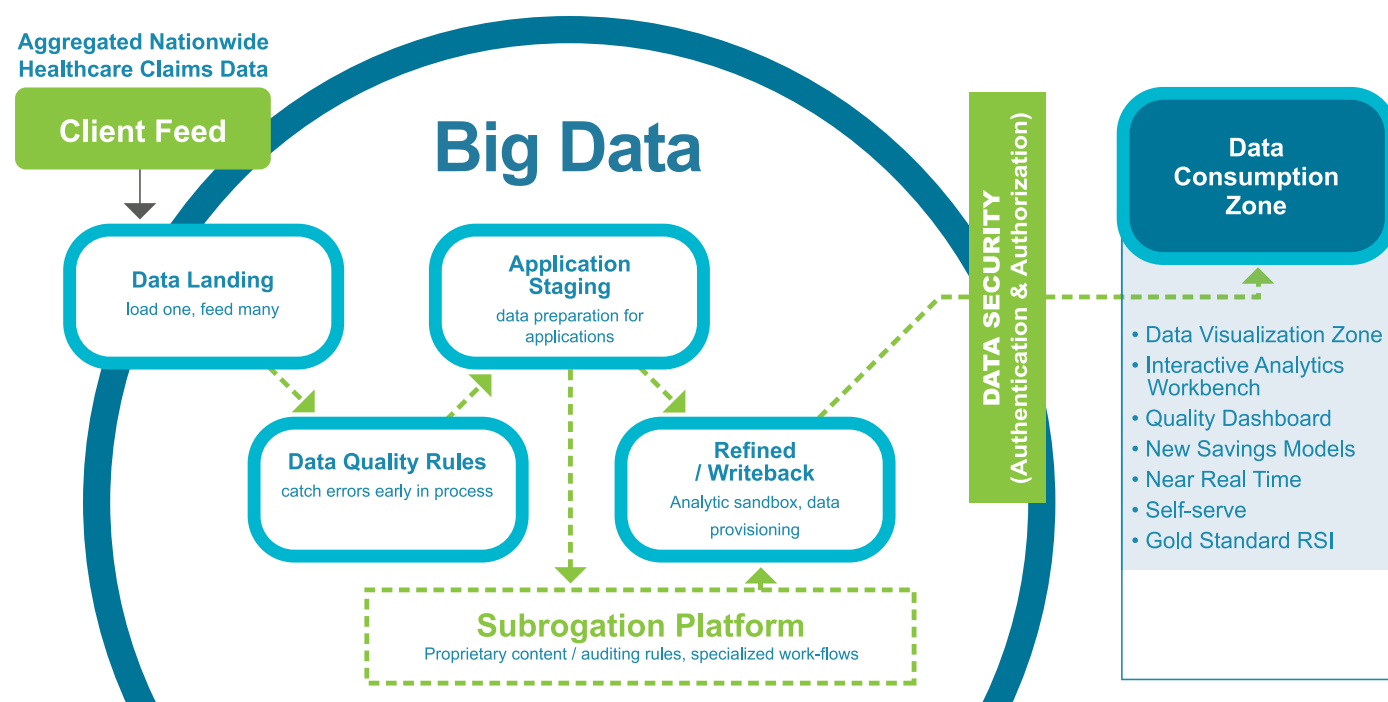 Aggregated Nationwide
Healthcare Claims Data
Client Feed
Big Data
Data Landing
load one, feed many
Application
Staging
data preparation for
applications
Data Quality Rules
catch errors early in process
Refined
/ Writeback
Analytic sandbox, data
provisioning
Subrogation Platform
Proprietary content / auditing rules, specialized work-flows
DATA SECURITY
(Authentication & Authorization)
Data
Consumption
Zone
• Data Visualization Zone
• Interactive Analytics
Workbench
• Quality Dashboard
• New Savings Models
• Near Real Time
• Self-serve
• Gold Standard RSI